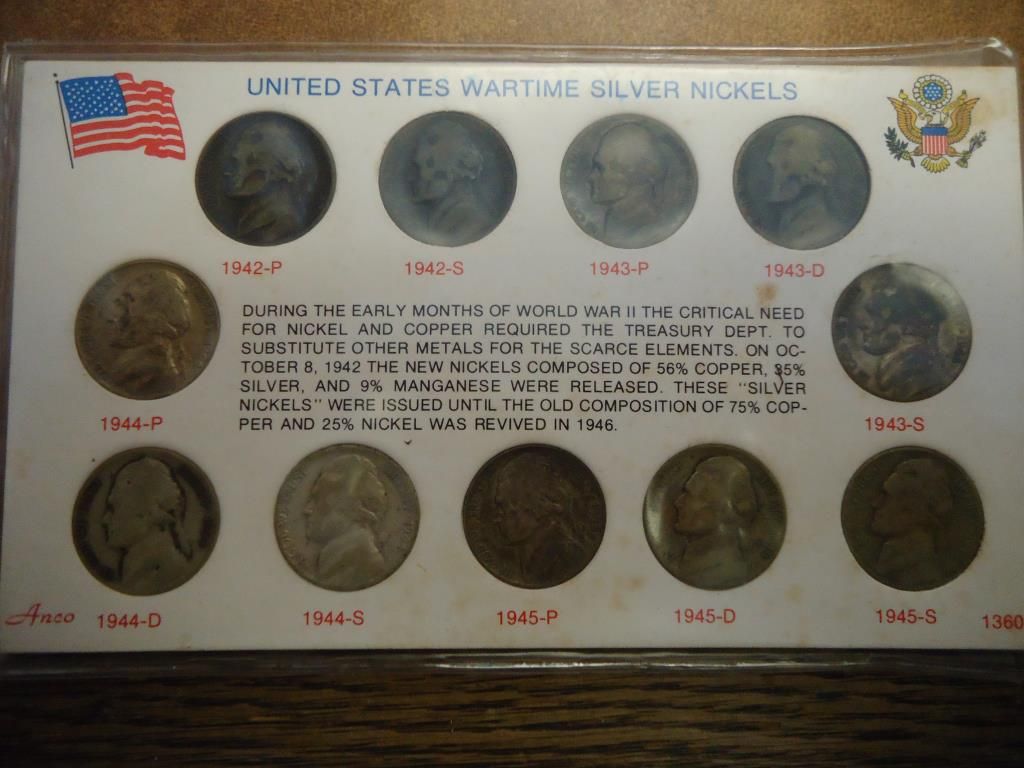 UNITED STATES WARTIME SILVER NICKELS
1942-P
1942-S
1943-P
1943-D
DURING THE EARLY MONTHS OF WORLD WAR II THE CRITICAL NEED
FOR NICKEL AND COPPER REQUIRED THE TREASURY DEPT. TO
SUBSTITUTE OTHER METALS FOR THE SCARCE ELEMENTS. ON OC-
TOBER 8, 1942 THE NEW NICKELS COMPOSED OF 56% COPPER, 35%
SILVER, AND 9% MANGANESE WERE RELEASED. THESE "SILVER
NICKELS" WERE ISSUED UNTIL THE OLD COMPOSITION OF 75% COP-
PER AND 25% NICKEL WAS REVIVED IN 1946.
1944-P
1943-S
Anco
1944-D
1944-S
1945-P
1945-D
1945-S
1360